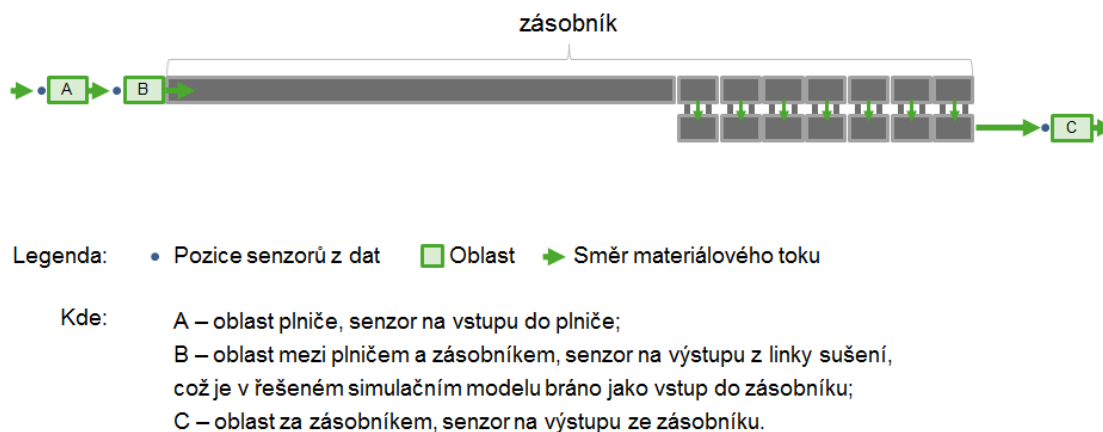 zásobník
A
B
C
Legenda:
Pozice senzorů z dat
Oblast
Směr materiálového toku
Kde:
A – oblast plniče, senzor na vstupu do plniče;
B – oblast mezi plničem a zásobníkem, senzor na výstupu z linky sušení,
což je v řešeném simulačním modelu bráno jako vstup do zásobníku;
C – oblast za zásobníkem, senzor na výstupu ze zásobníku.